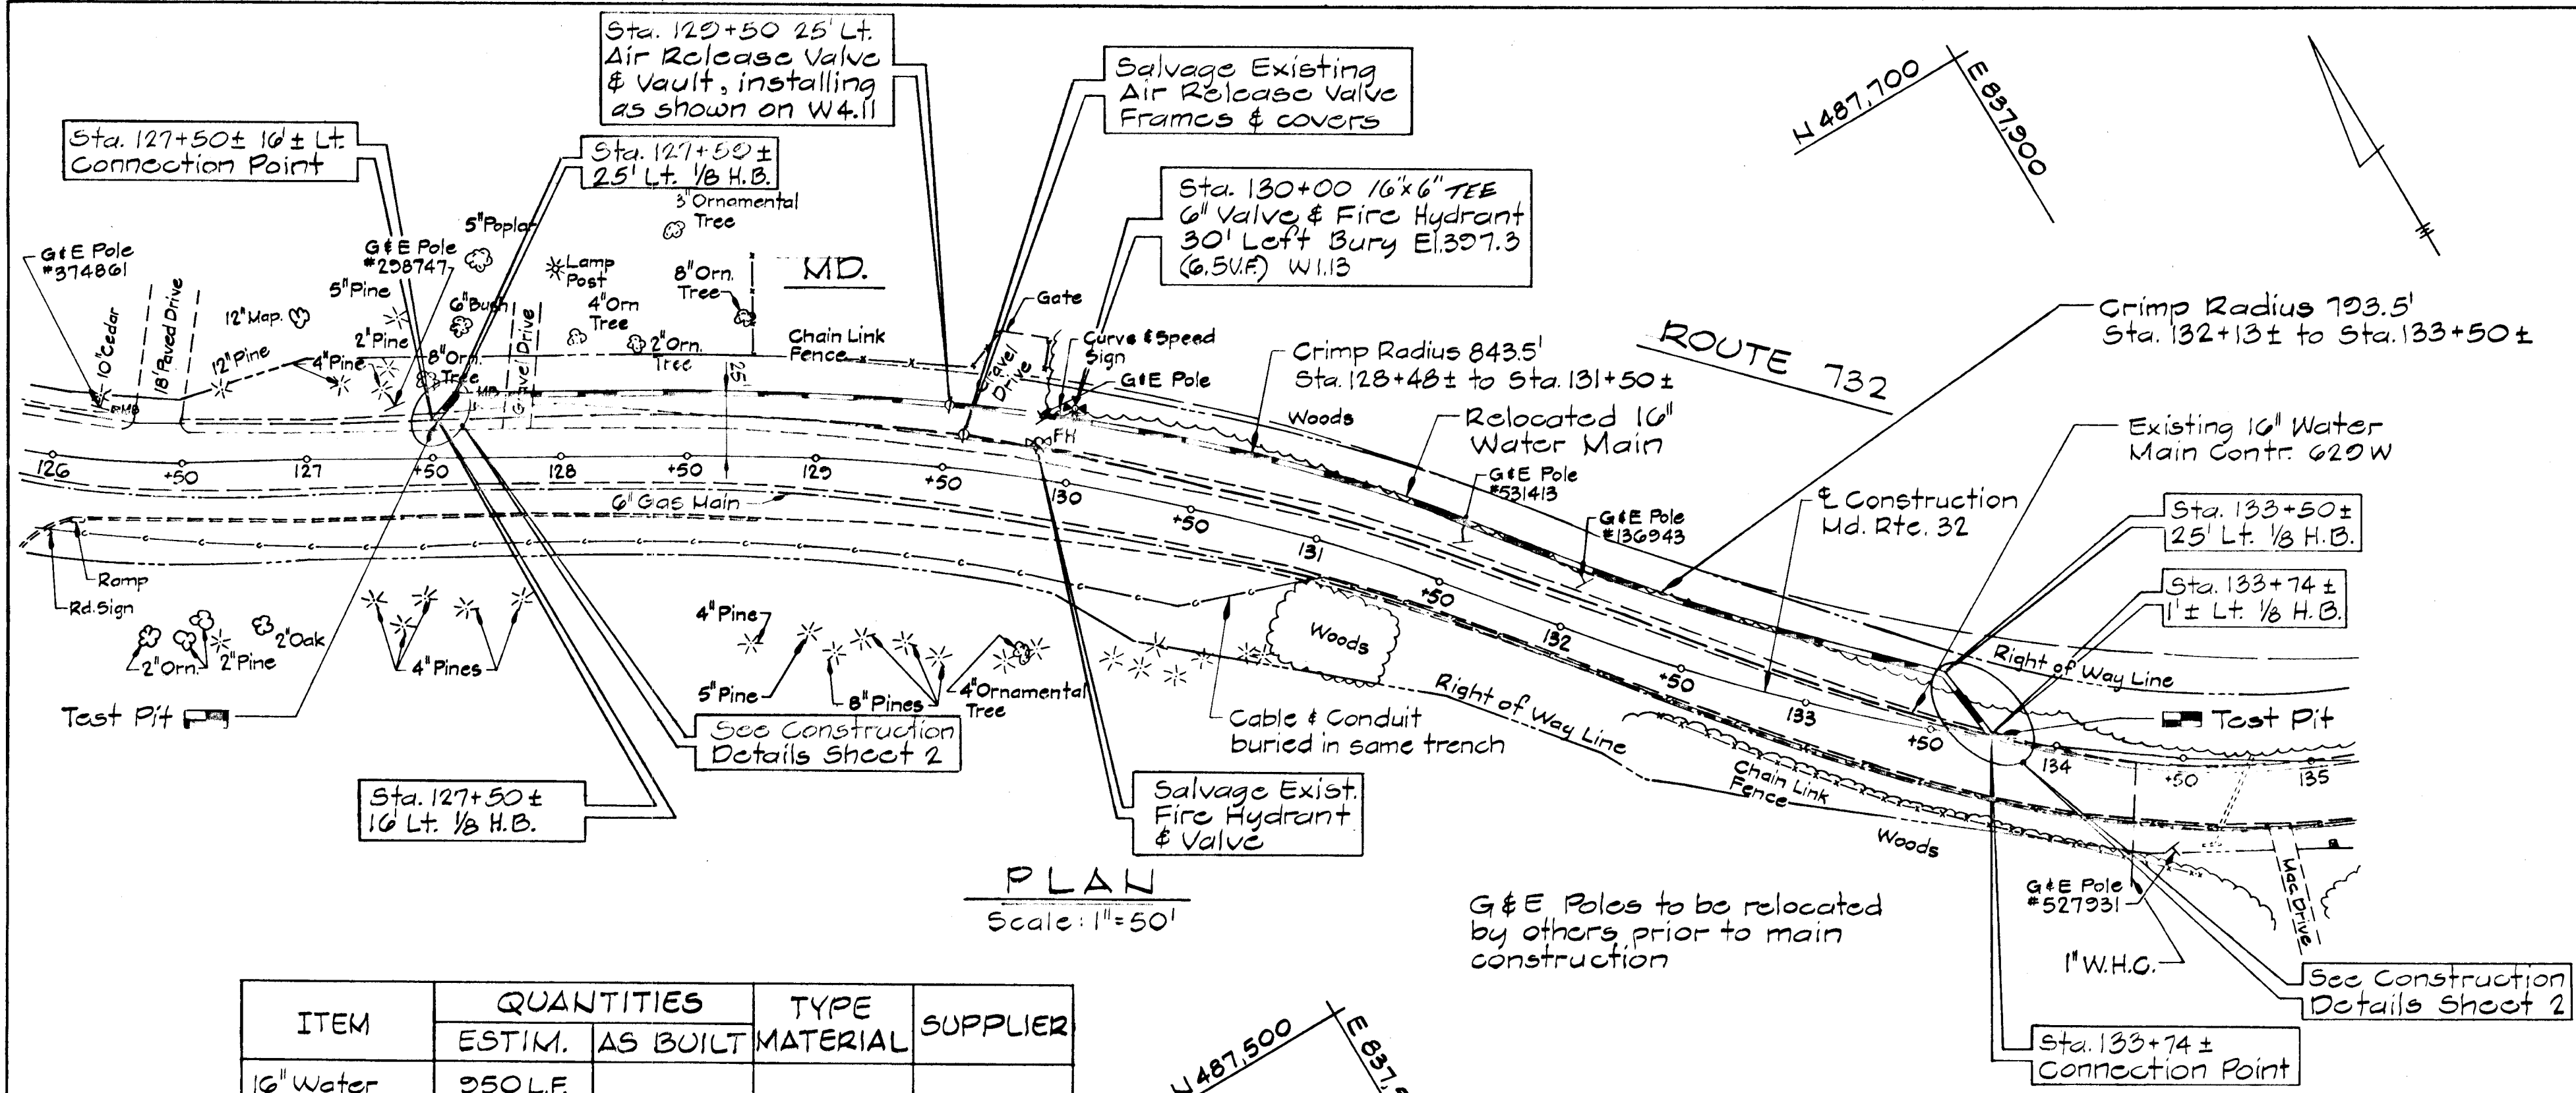 Sta. 129+50 25' Lt.
Air Release Valve
& Vault, installing
as shown on W4.11
Salvage Existing
Air Release Valve
Frames & covers
N 487,700
E 837,900
Sta. 127+50± 16'± Lt.
Connection Point
Sta. 127+50±
25' Lt. 1/8 H.B.
Sta. 130+00 16"x6" TEE
6" Valve & Fire Hydrant
30' Left Bury El.397.3
(6.5V.F.) W1.13
3" Ornamental
Tree
5" Poplar
G&E Pole
#374861
G&E Pole
#298747
Lamp
Post
8" Orn.
Tree
MD.
5" Pine
6" Bush
4" Orn
Tree
12" Map.
2" Pine
2" Orn.
Tree
10" Cedar
18' Paved Drive
12" Pine
4" Pine
8" Orn.
Tree
Gravel Drive
MB
MB
Chain Link
Fence
25'
Gate
Gravel
Drive
Curve & Speed
Sign
G&E Pole
FH
Crimp Radius 843.5'
Sta. 128+48± to Sta. 131+50±
ROUTE 732
Crimp Radius 793.5'
Sta. 132+13± to Sta. 133+50±
Woods
Relocated 16"
Water Main
Existing 16" Water
Main Contr. 629W
G&E Pole
#531413
G&E Pole
#136943
℄ Construction
Md. Rte. 32
Sta. 133+50±
25' Lt. 1/8 H.B.
Sta. 133+74±
1'± Lt. 1/8 H.B.
126
+50
127
+50
128
+50
129
+50
130
+50
131
+50
132
+50
133
+50
134
+50
135
6" Gas Main
C C C C C C C C C C
Ramp
Rd. Sign
2" Orn.
2" Pine
2" Oak
4" Pines
4" Pine
5" Pine
8" Pines
4" Ornamental
Tree
Woods
Right of Way Line
Right of Way Line
Test Pit
Test Pit
See Construction
Details Sheet 2
Cable & Conduit
buried in same trench
Chain Link
Fence
Woods
Sta. 127+50±
16' Lt. 1/8 H.B.
Salvage Exist.
Fire Hydrant
& Valve
PLAN
Scale: 1"=50'
G&E Poles to be relocated
by others prior to main
construction
G&E Pole
#527931
Mac. Drive
1" W.H.C.
See Construction
Details Sheet 2
Sta. 133+74±
Connection Point
ITEM
QUANTITIES
ESTIM. AS BUILT
TYPE
MATERIAL
SUPPLIER
16" Water
950 L.F.
N 487,500
E 837,